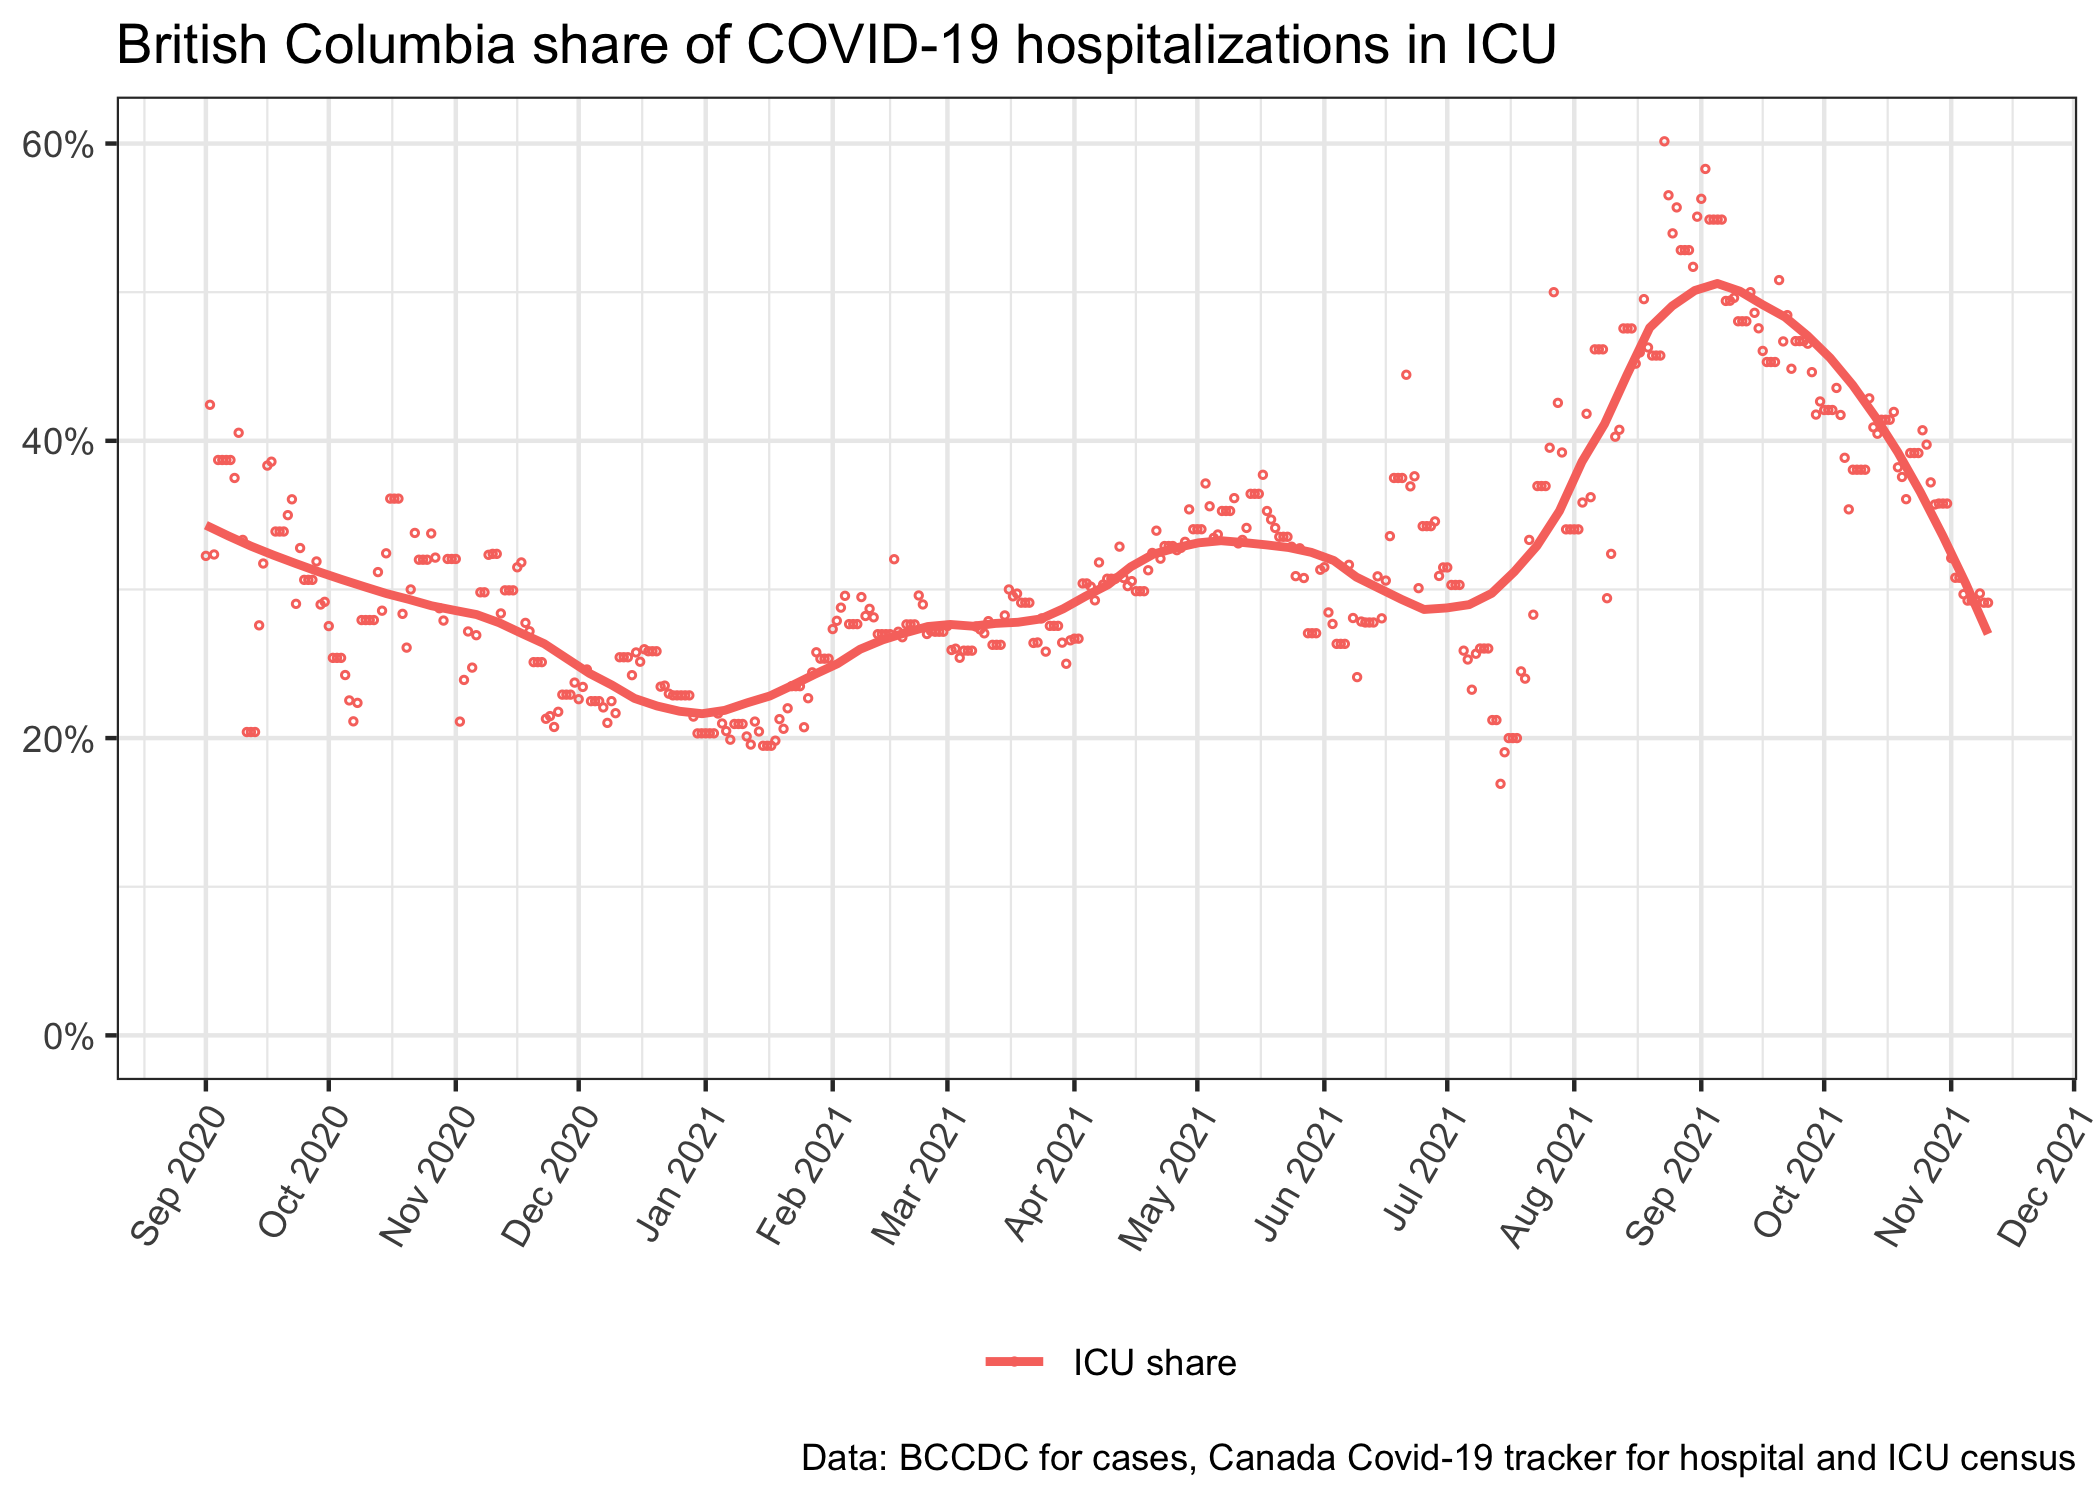 British Columbia share of COVID-19 hospitalizations in ICU
60%
40%
20%
0%
Sep 2020
Oct 2020
Nov 2020
Dec 2020
Jan 2021
Feb 2021
Mar 2021
Apr 2021
May 2021
Jun 2021
Jul 2021
Aug 2021
Sep 2021
Oct 2021
Nov 2021
Dec 2021
ICU share
Data: BCCDC for cases, Canada Covid-19 tracker for hospital and ICU census